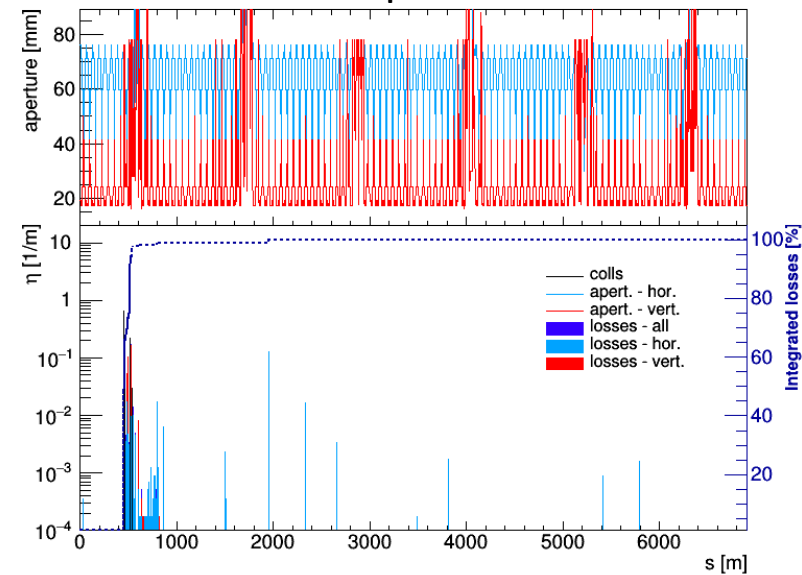 aperture [mm]
80
60
40
20
η [1/m]
10
1
10⁻¹
10⁻²
10⁻³
10⁻⁴
colls
apert. - hor.
apert. - vert.
losses - all
losses - hor.
losses - vert.
100%
80
60
40
20
Integrated losses [%]
0 1000 2000 3000 4000 5000 6000
s [m]